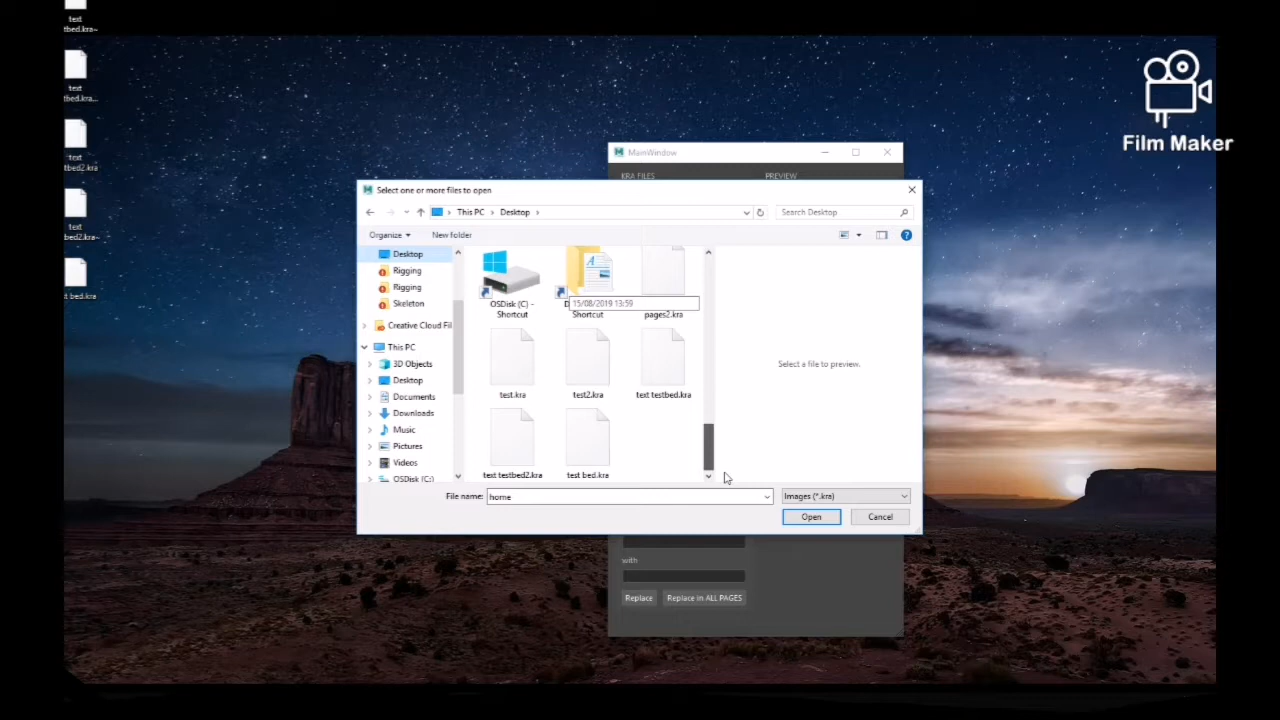 text
tbed.kra~
text
tbed.kra...
text
tbed2.kra
text
bed2.kra~
t bed.kra
Film Maker
MainWindow
KRA FILES
PREVIEW
Select one or more files to open
This PC
Desktop
Search Desktop
Organize
New folder
Desktop
Rigging
Rigging
Skeleton
Creative Cloud Fil
This PC
3D Objects
Desktop
Documents
Downloads
Music
Pictures
Videos
OSDisk (C:)
OSDisk (C) -
Shortcut
D
Shortcut
15/08/2019 13:59
pages2.kra
test.kra
test2.kra
text testbed.kra
text testbed2.kra
test bed.kra
Select a file to preview.
File name:
home
Images (*.kra)
Open
Cancel
with
Replace
Replace in ALL PAGES